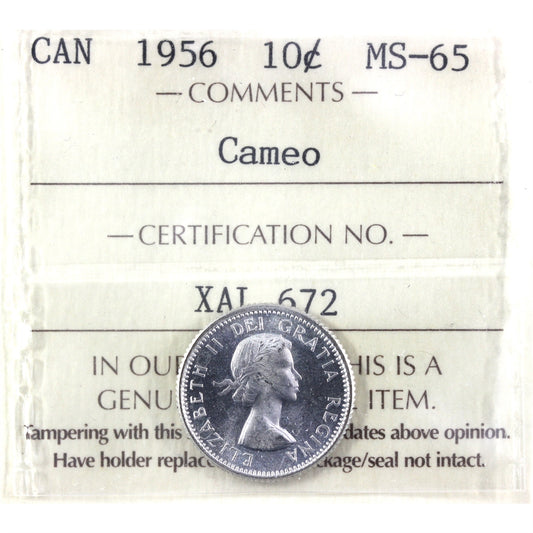 CAN 1956 10¢ MS-65
— COMMENTS —
Cameo
— CERTIFICATION NO. —
XAL 672
IN OUR HIS IS A
GENU ITEM.
Tampering with this dates above opinion.
Have holder replac kage/seal not intact.
ELIZABETH II DEI GRATIA REGINA